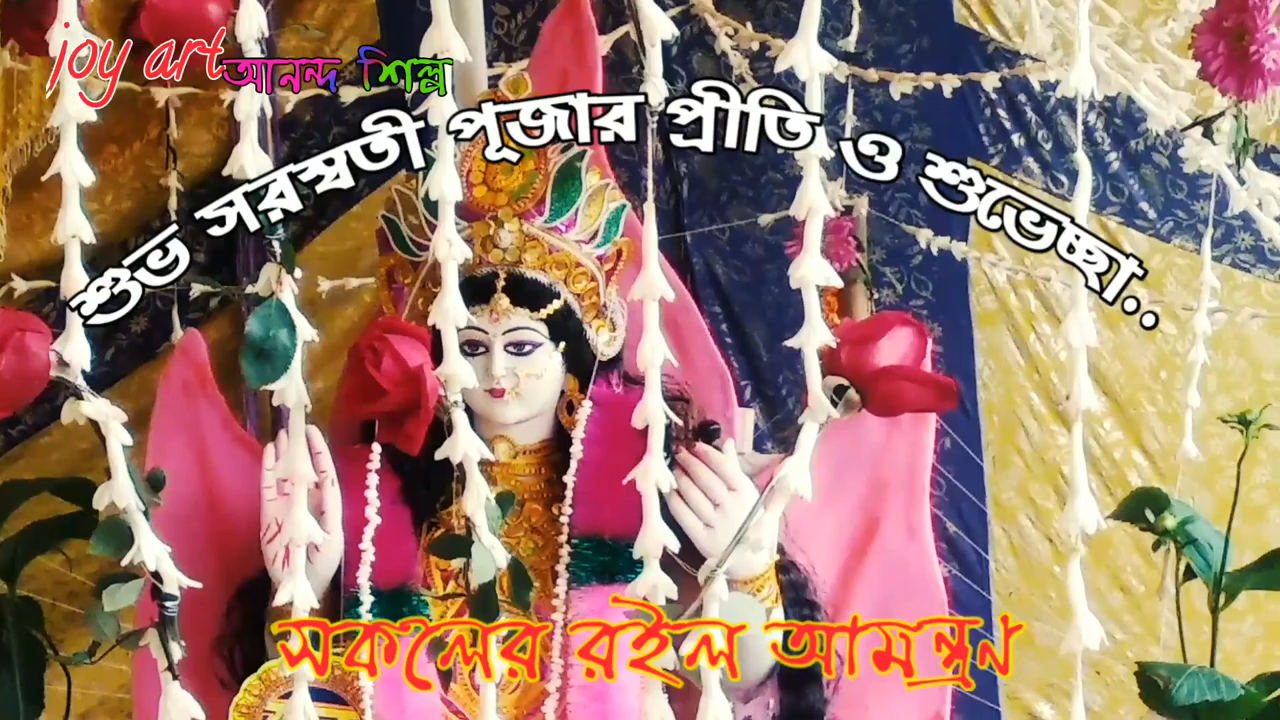 joy art আনন্দ শিল্প
শুভ সরস্বতী পূজার প্রীতি ও শুভেচ্ছা..
সকলের রইল আমন্ত্রণ